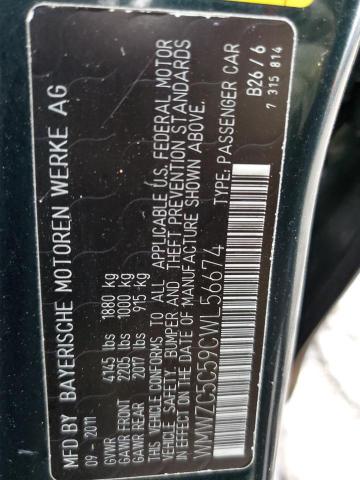 MFD BY BAYERISCHE MOTOREN WERKE AG
09 - 2011
GVWR 4145 lbs 1880 kg
GAWR FRONT 2205 lbs 1000 kg
GAWR REAR 2017 lbs 915 kg
THIS VEHICLE CONFORMS TO ALL APPLICABLE U.S. FEDERAL MOTOR
VEHICLE SAFETY, BUMPER AND THEFT PREVENTION STANDARDS
IN EFFECT ON THE DATE OF MANUFACTURE SHOWN ABOVE.
WMWZC5C59CWL56674 TYPE: PASSENGER CAR
B26 / 6
7 315 814